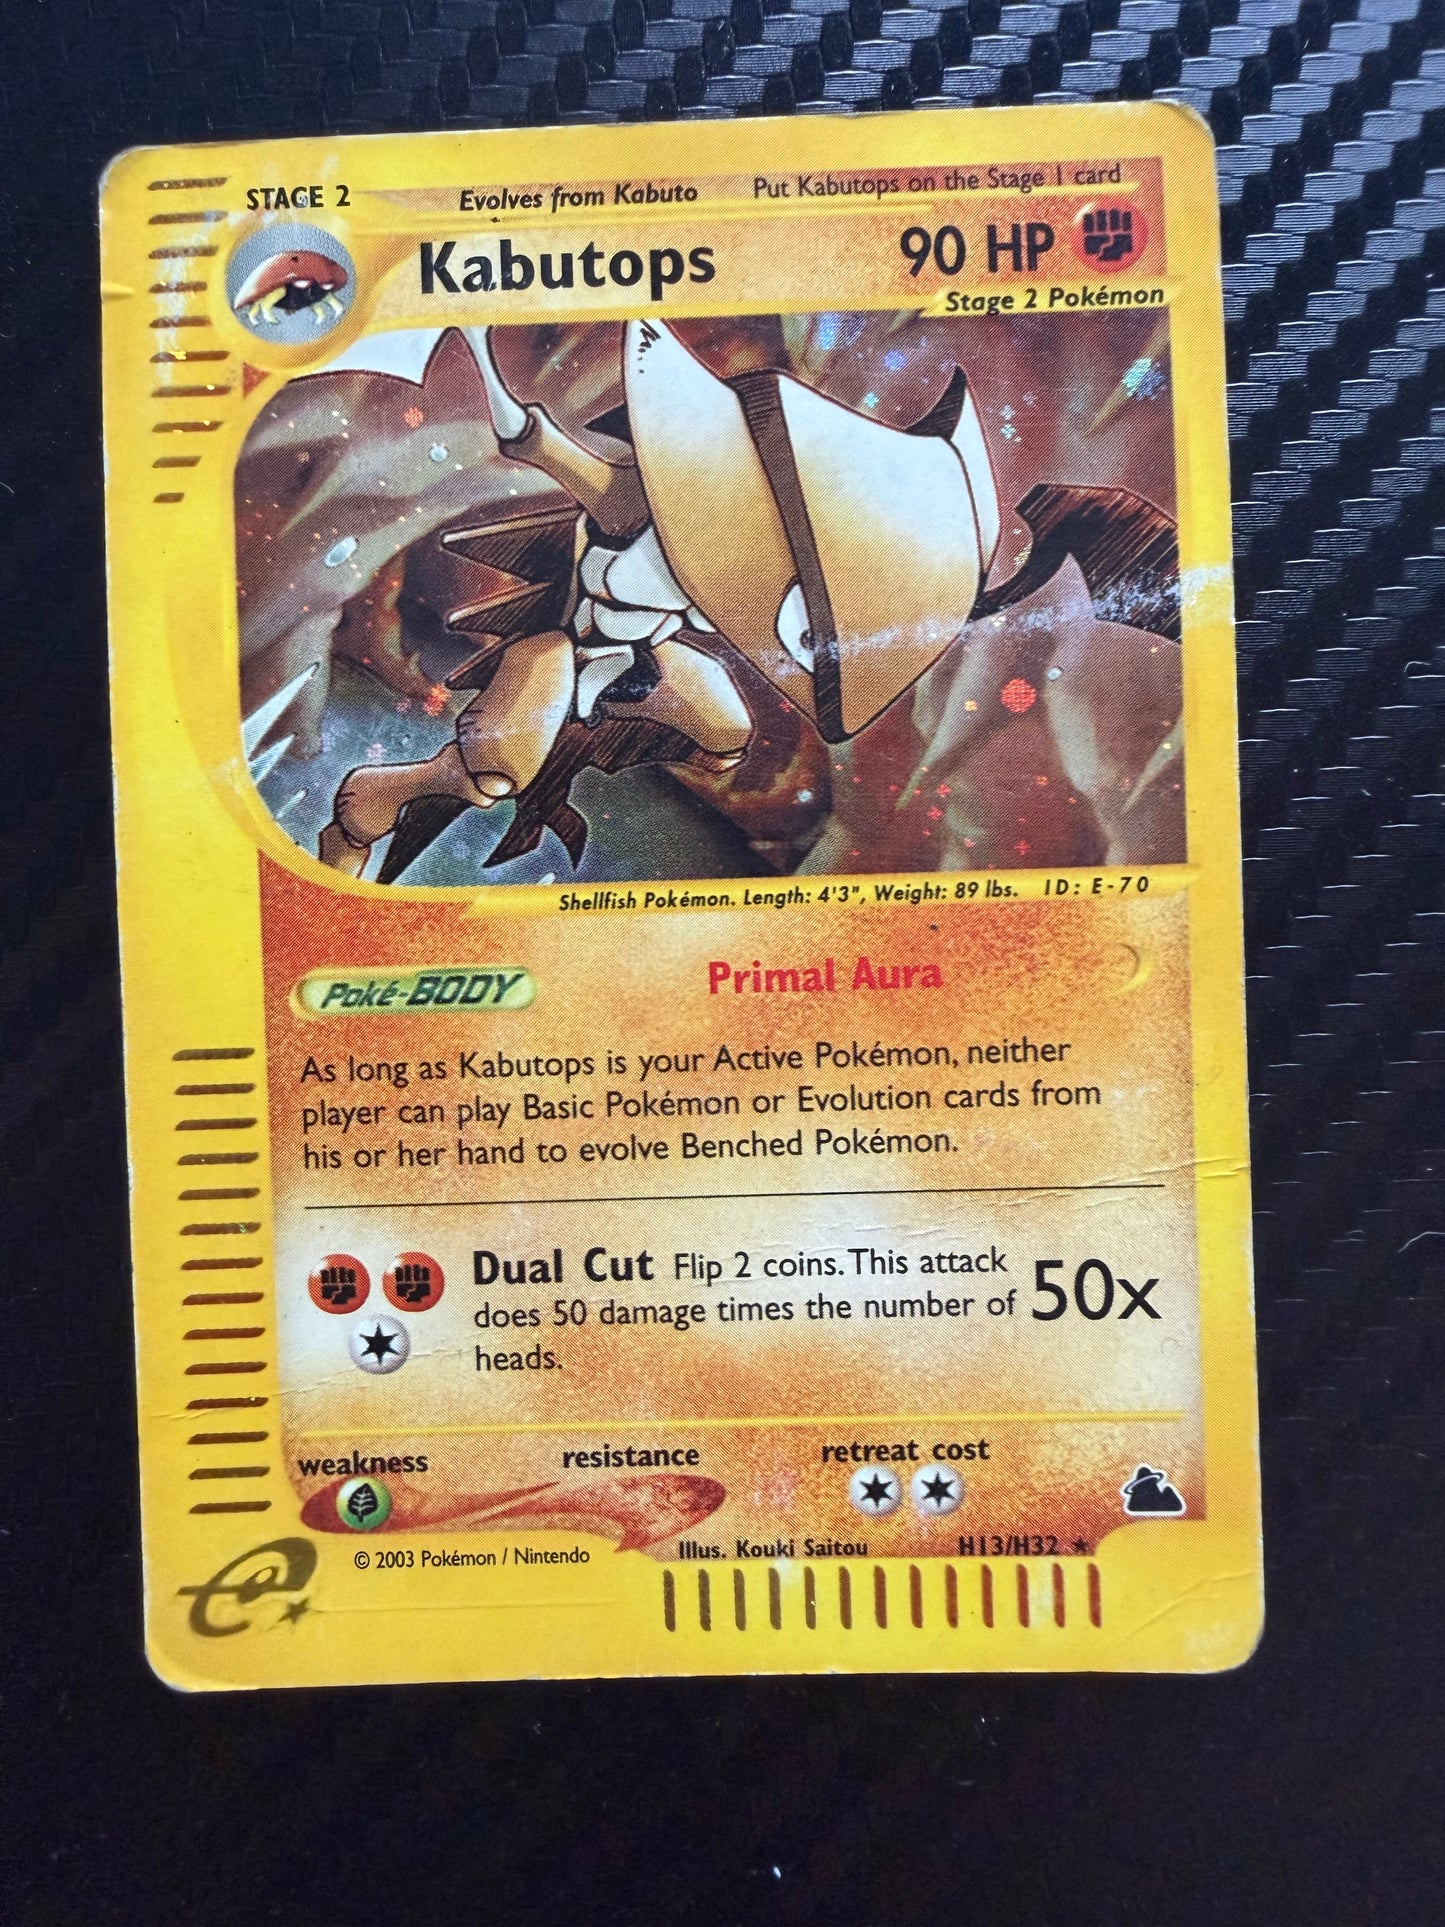 STAGE 2 Evolves from Kabuto Put Kabutops on the Stage 1 card
Kabutops 90 HP
Stage 2 Pokémon
Shellfish Pokémon. Length: 4'3", Weight: 89 lbs. ID: E-70
Poké-BODY Primal Aura
As long as Kabutops is your Active Pokémon, neither
player can play Basic Pokémon or Evolution cards from
his or her hand to evolve Benched Pokémon.
Dual Cut Flip 2 coins. This attack
does 50 damage times the number of
heads.
50x
weakness resistance retreat cost
© 2003 Pokémon / Nintendo Illus. Kouki Saitou H13/H32 ★
e